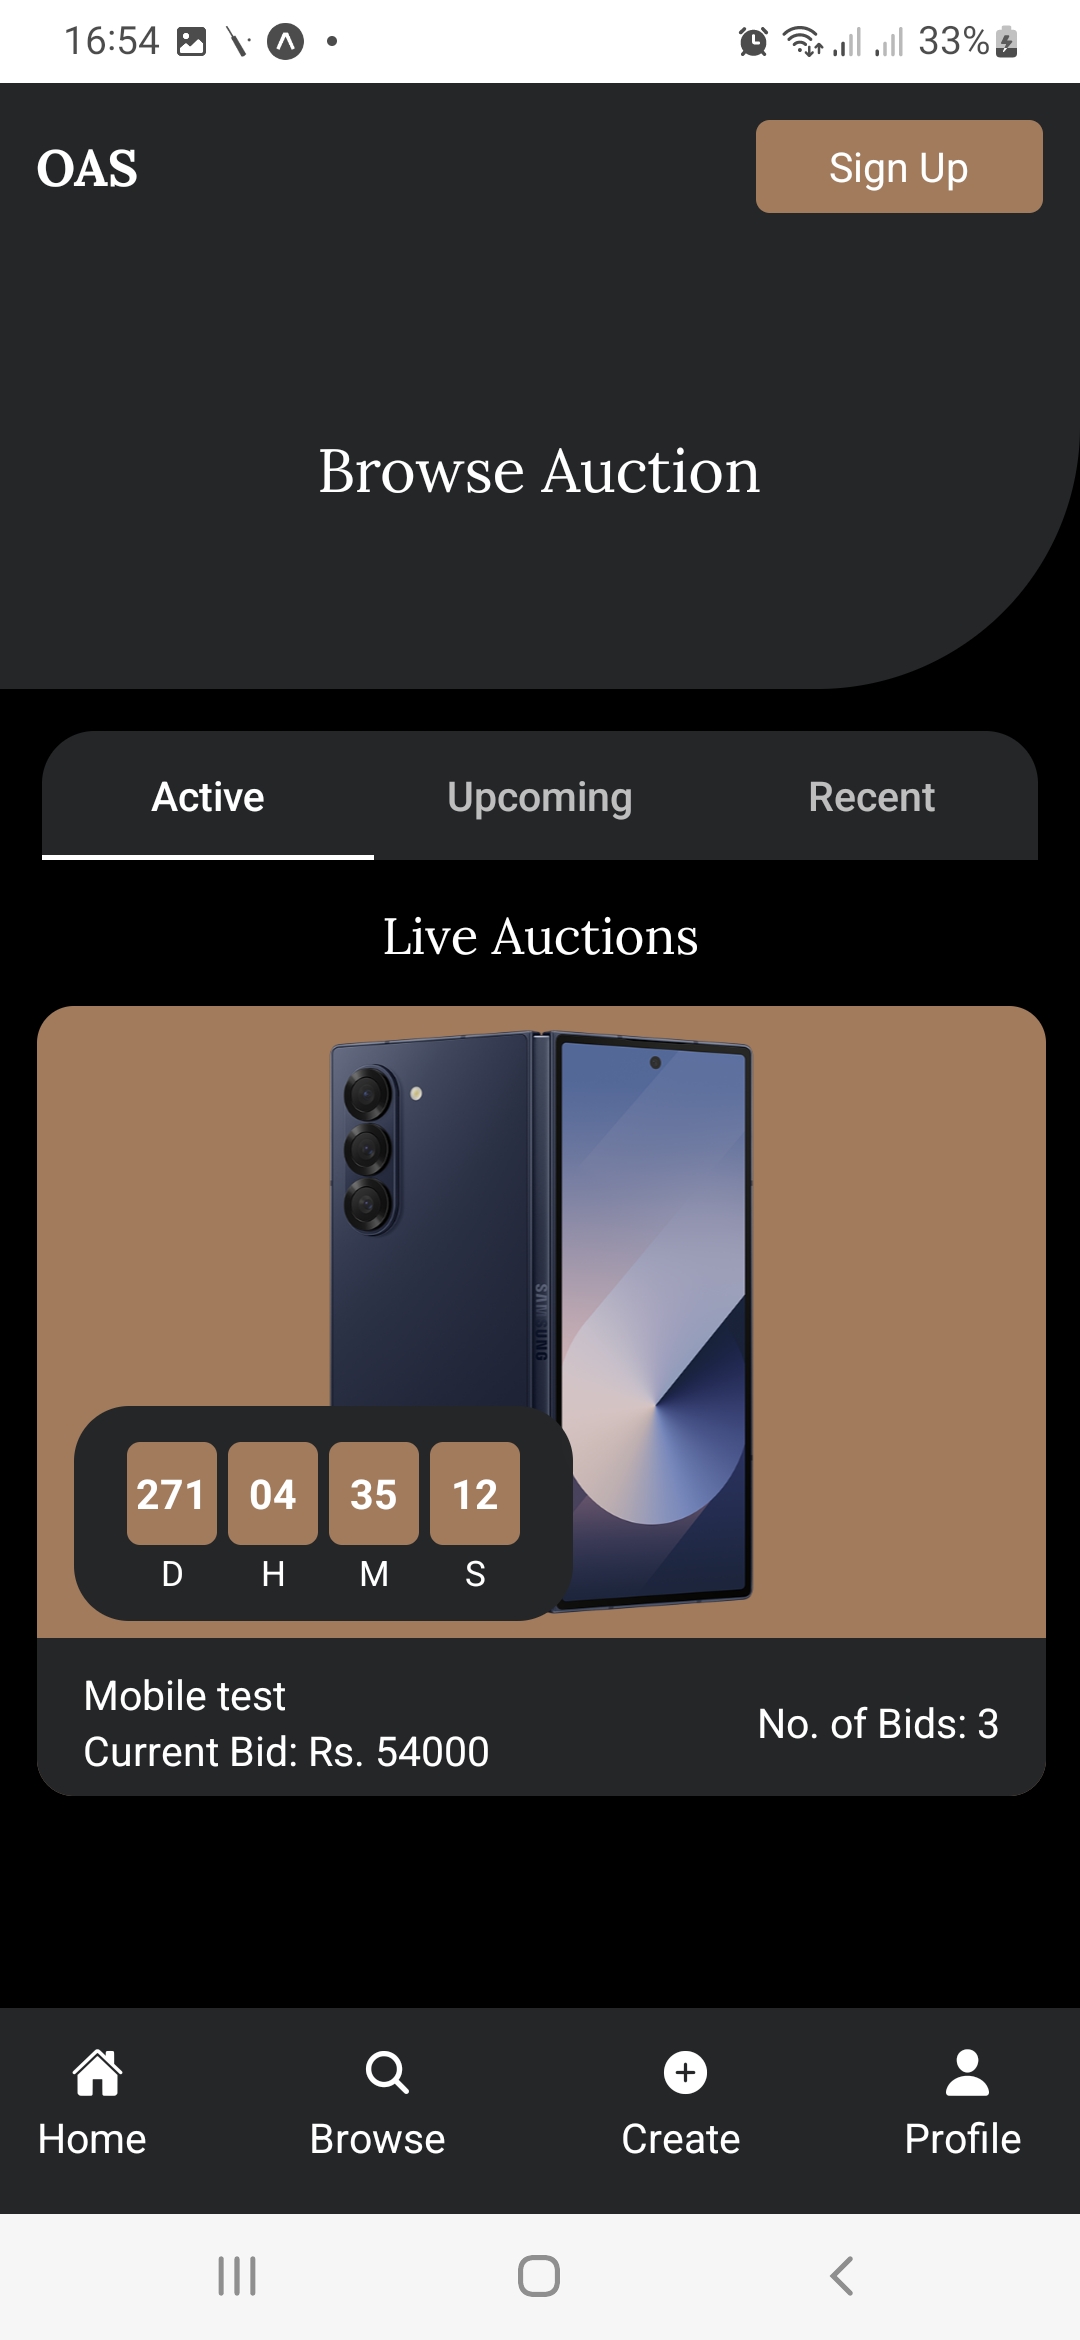 16:54
33%
OAS
Sign Up
Browse Auction
Active Upcoming Recent
Live Auctions
SAMSUNG
271 04 35 12
D H M S
Mobile test
Current Bid: Rs. 54000
No. of Bids: 3
Home Browse Create Profile